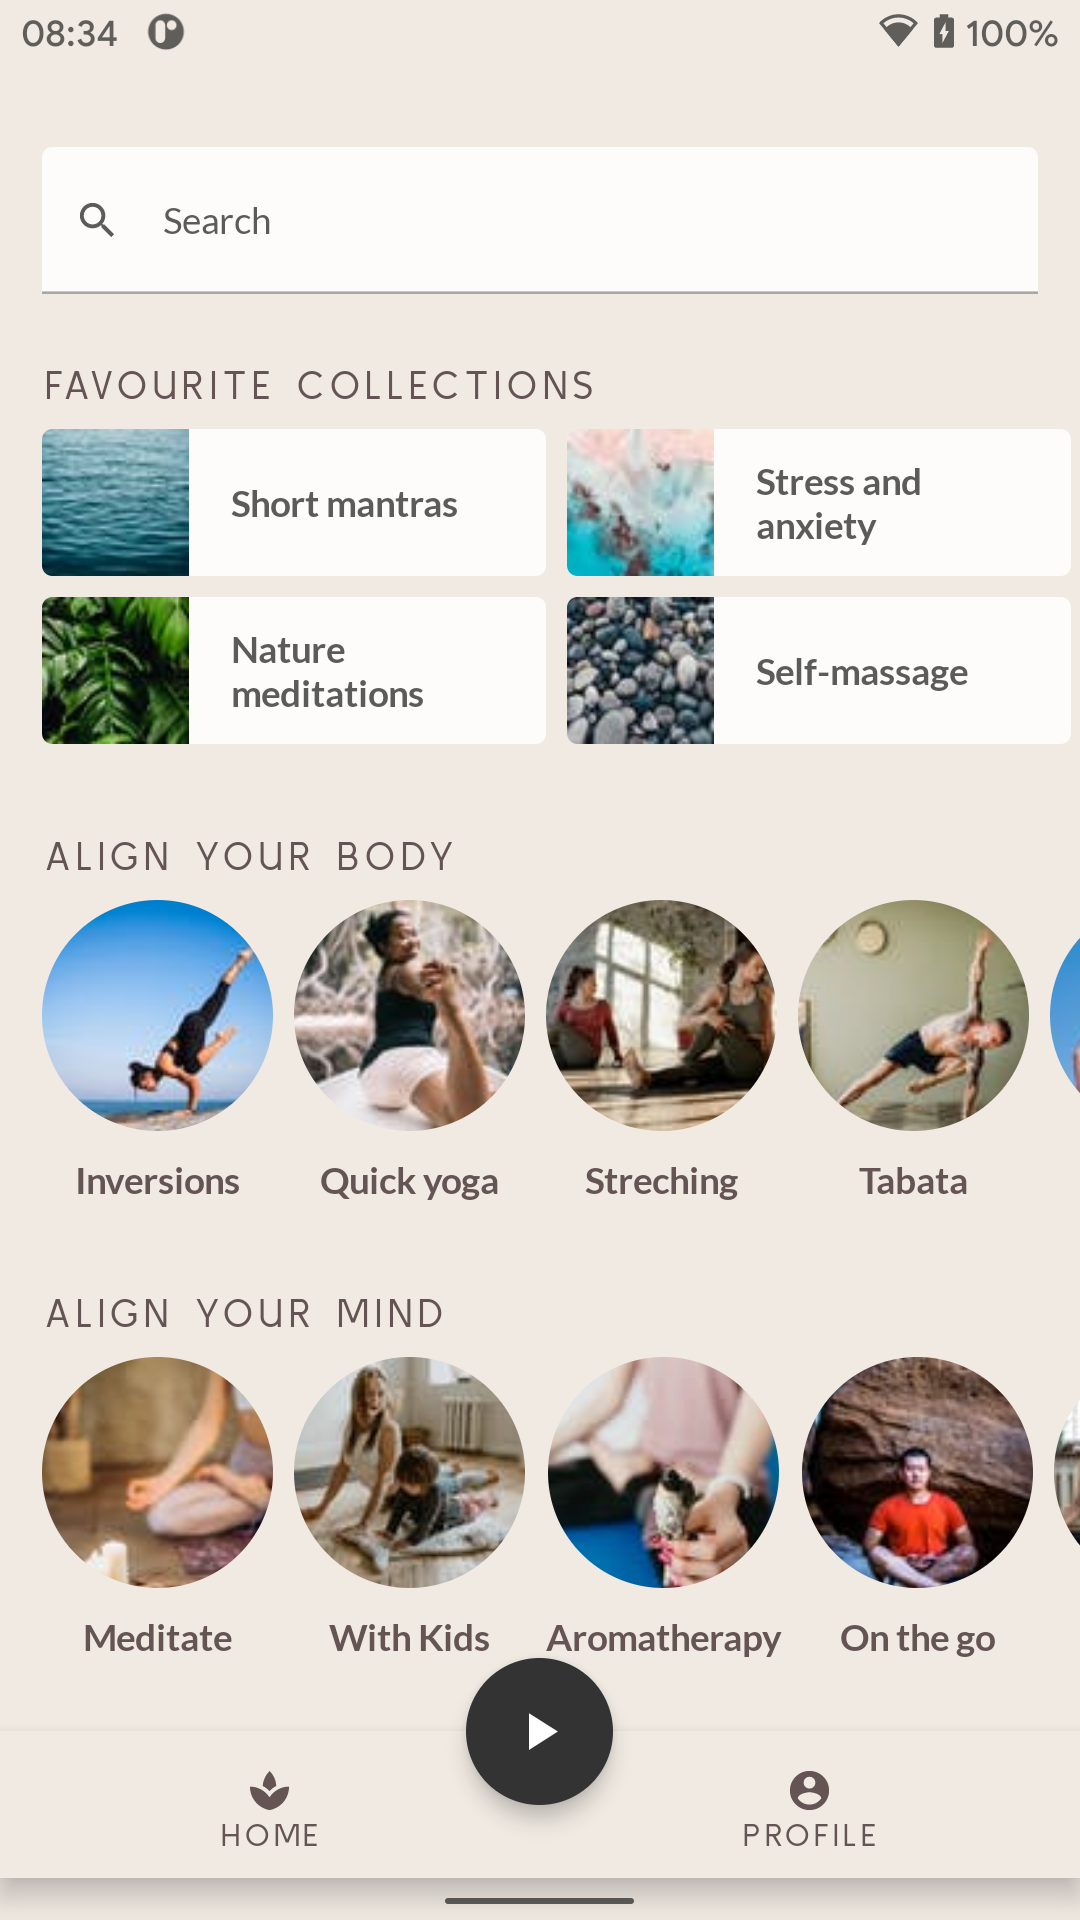 08:34 100%
Search
FAVOURITE COLLECTIONS
Short mantras
Stress and
anxiety
Nature
meditations
Self-massage
ALIGN YOUR BODY
Inversions
Quick yoga
Streching
Tabata
ALIGN YOUR MIND
Meditate
With Kids
Aromatherapy
On the go
HOME
PROFILE